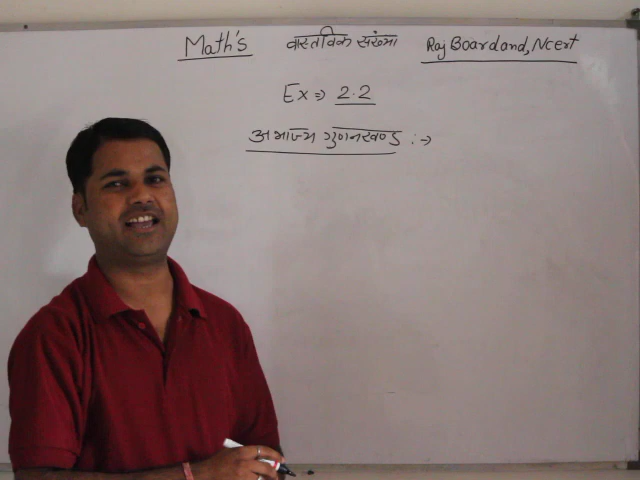 Math's वास्तविक संख्या Raj Board and, Ncert
Ex ⇒ 2.2
अभाज्य गुणनखण्ड :→